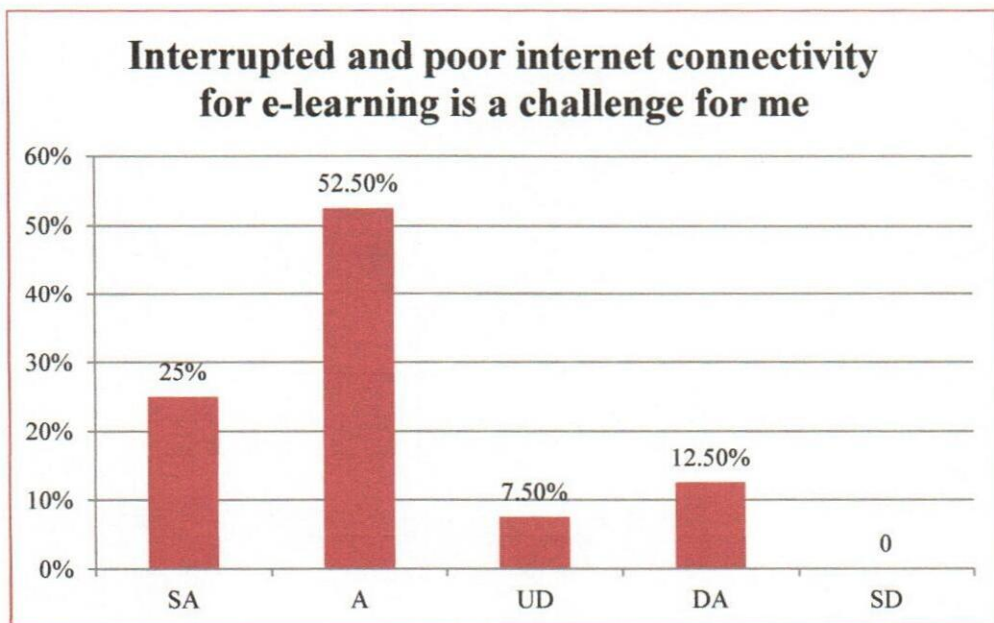 Interrupted and poor internet connectivity
for e-learning is a challenge for me
60%
50%
40%
30%
20%
10%
0%
25%
52.50%
7.50%
12.50%
0
SA
A
UD
DA
SD